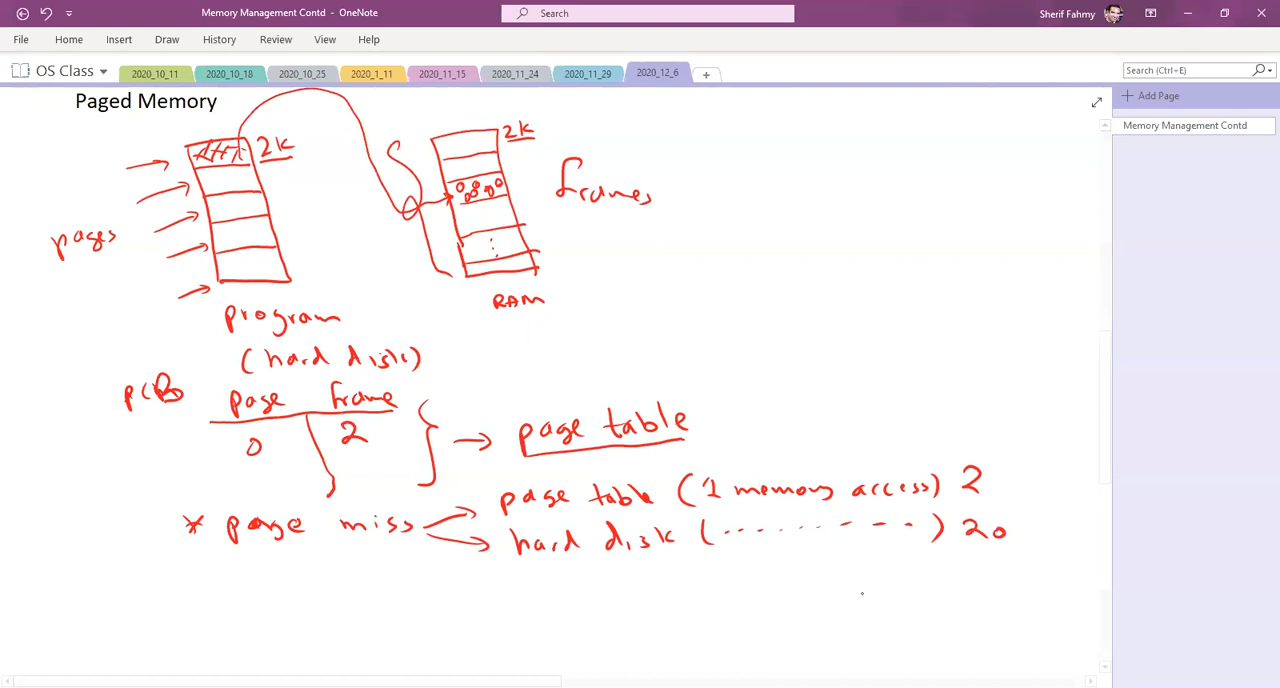 Memory Management Contd - OneNote
Search
Sherif Fahmy
File Home Insert Draw History Review View Help
OS Class
2020_10_11 2020_10_18 2020_10_25 2020_1_11 2020_11_15 2020_11_24 2020_11_29 2020_12_6 +
Search (Ctrl+E)
Add Page
Memory Management Contd
Paged Memory
2K
2K
frames
pages
RAM
program
(hard disk)
PCB
page frame
0 2
page table
page table (1 memory access) 2
* page miss
hard disk (- - - - - - - - -) 20